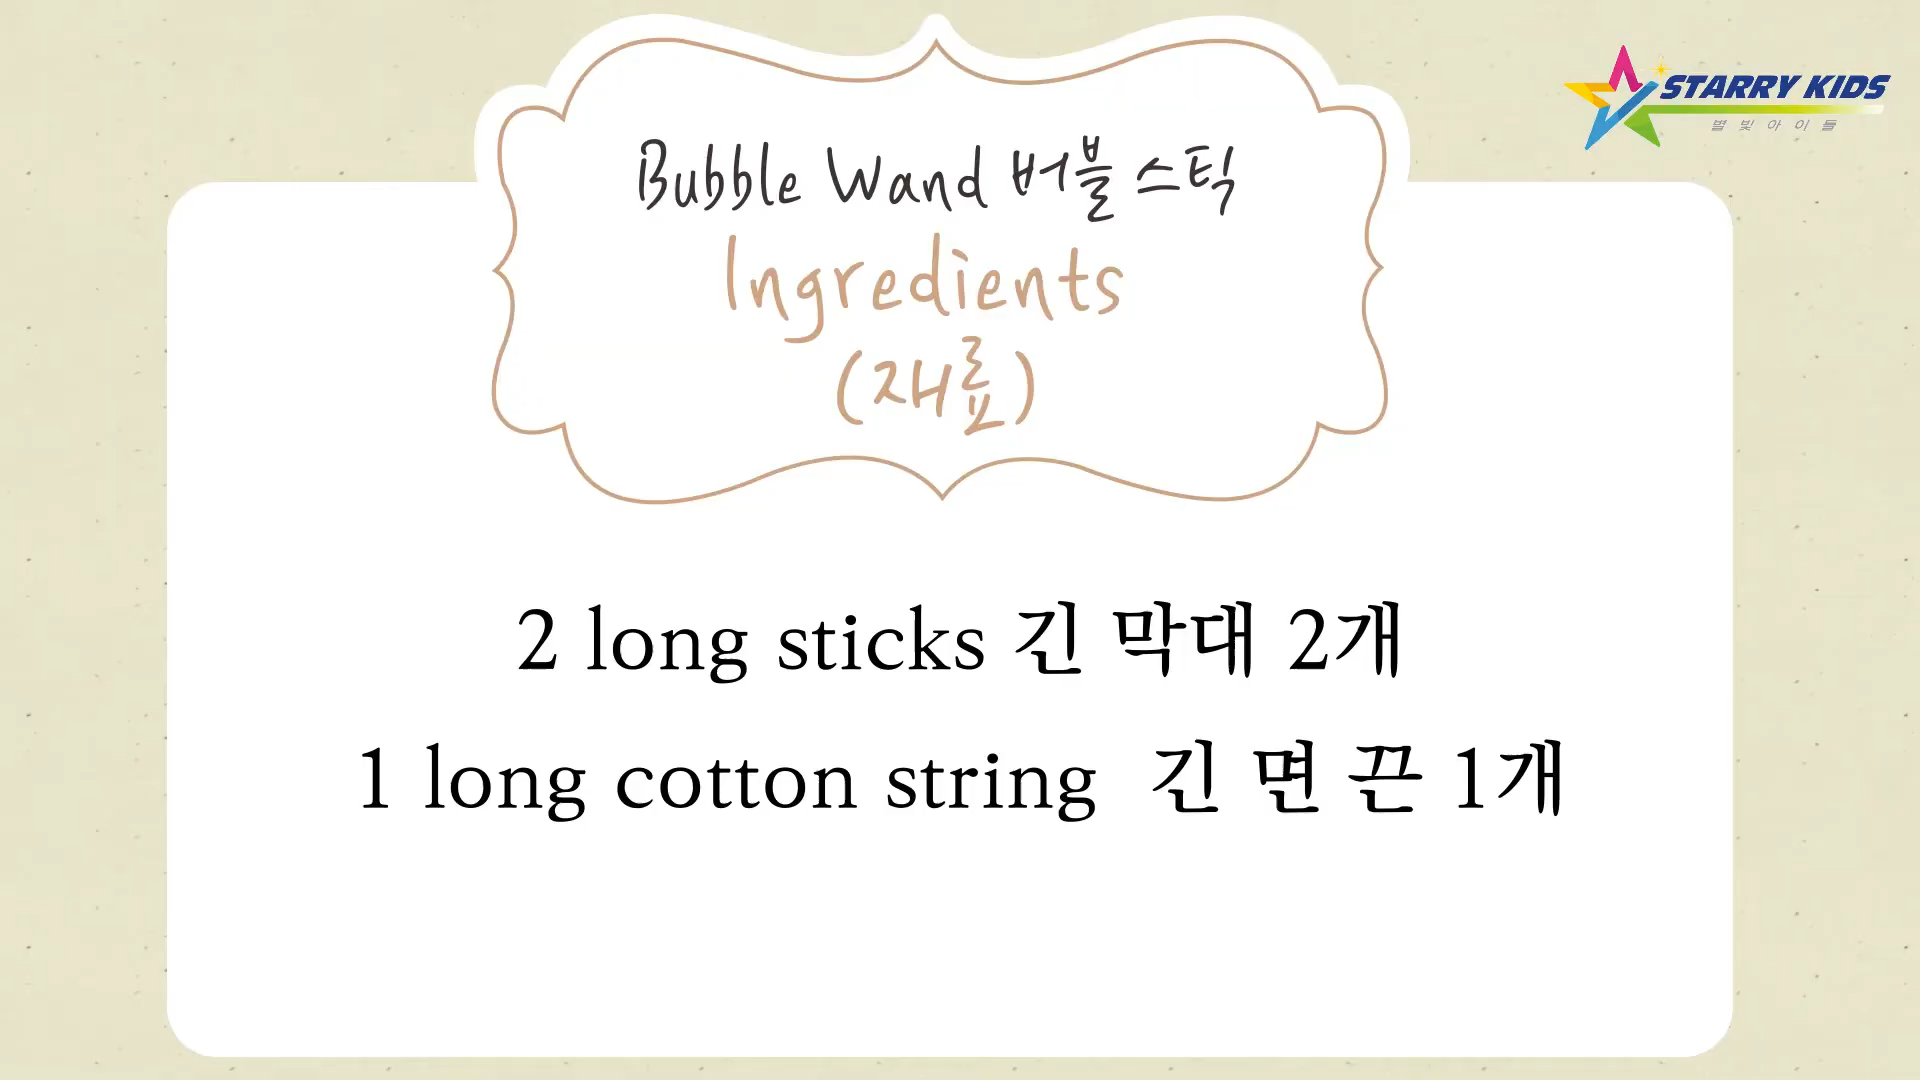 STARRY KIDS
별빛아이들
Bubble Wand 버블 스틱
Ingredients
(재료)
2 long sticks 긴 막대 2개
1 long cotton string 긴 면 끈 1개